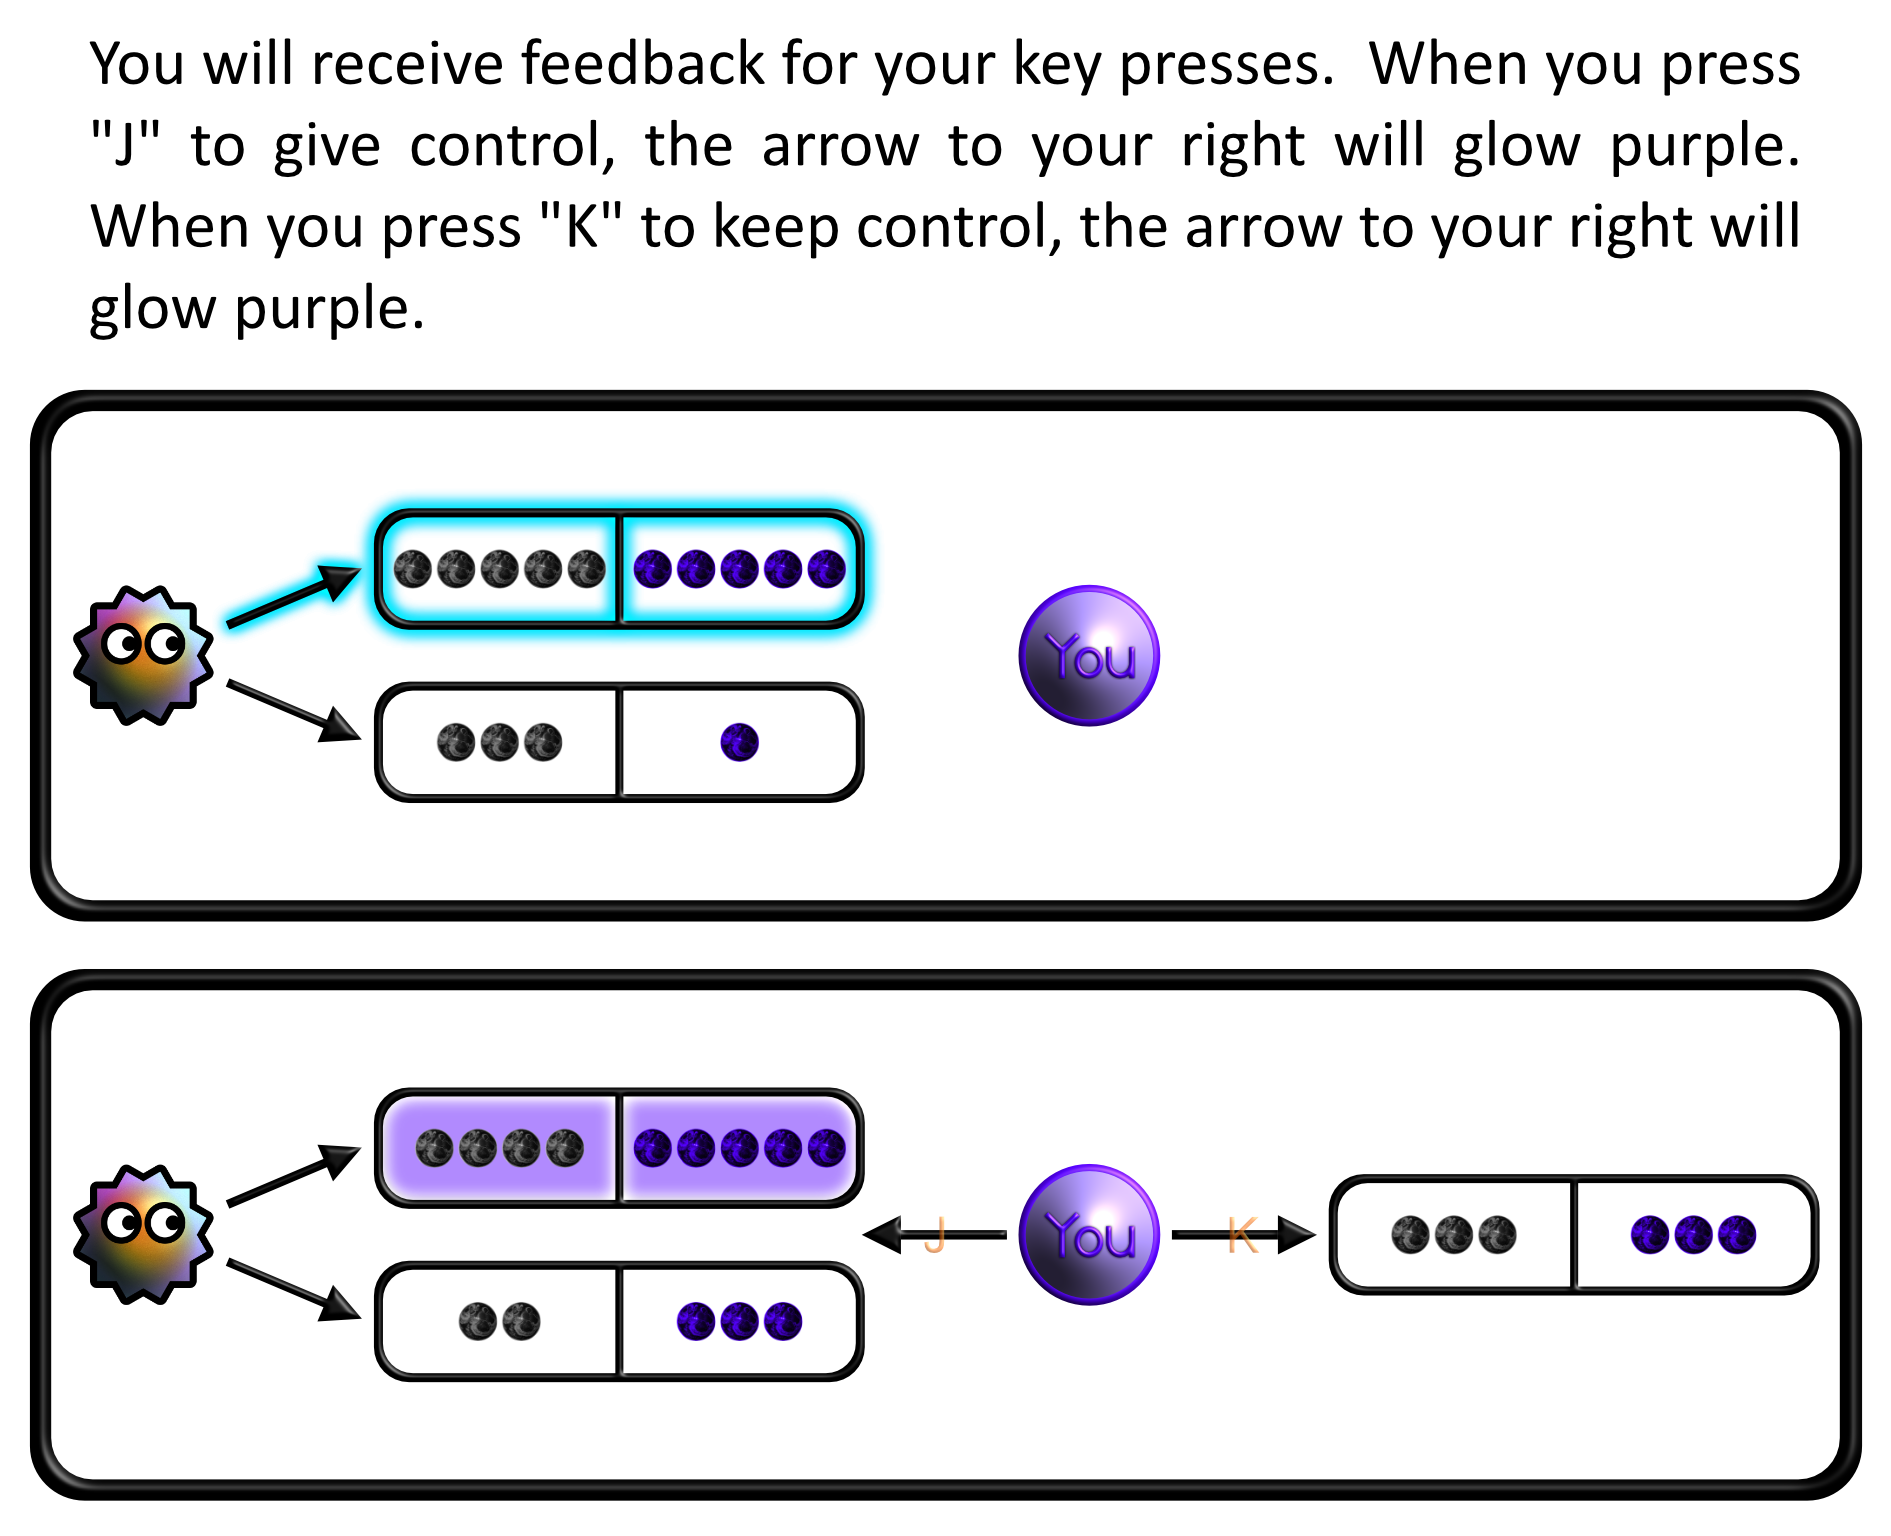 You will receive feedback for your key presses.  When you press
"J" to give control, the arrow to your right will glow purple.
When you press "K" to keep control, the arrow to your right will
glow purple.
You
J
You
K